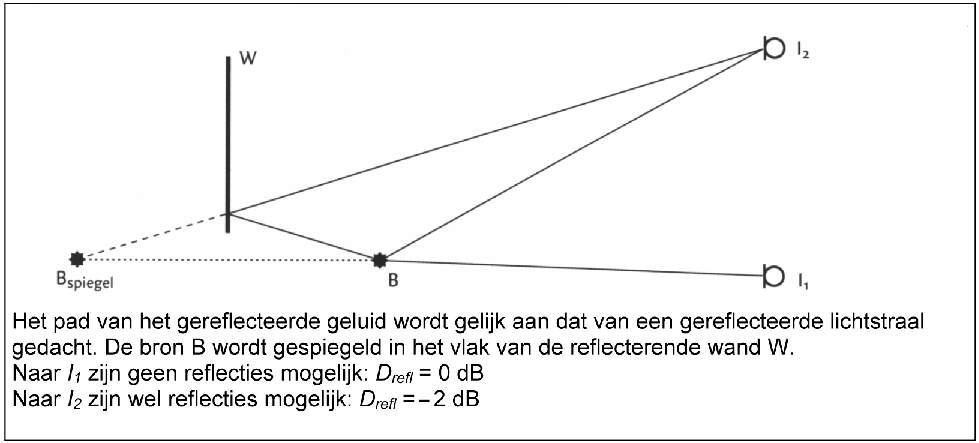 W
I₂
Bspiegel
B
I₁
Het pad van het gereflecteerde geluid wordt gelijk aan dat van een gereflecteerde lichtstraal
gedacht. De bron B wordt gespiegeld in het vlak van de reflecterende wand W.
Naar I₁ zijn geen reflecties mogelijk: Drefl = 0 dB
Naar I₂ zijn wel reflecties mogelijk: Drefl = – 2 dB